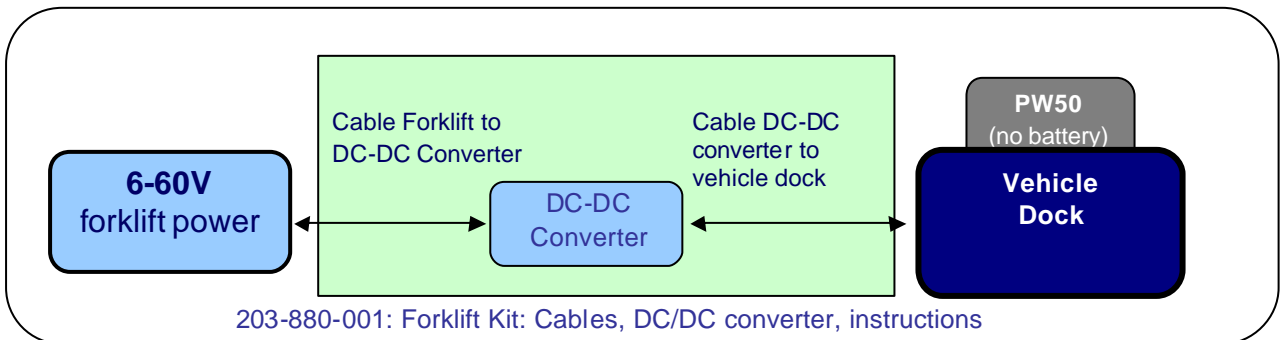 PW50
(no battery)
Cable Forklift to
DC-DC Converter
Cable DC-DC
converter to
vehicle dock
6-60V
forklift power
DC-DC
Converter
Vehicle
Dock
203-880-001: Forklift Kit: Cables, DC/DC converter, instructions